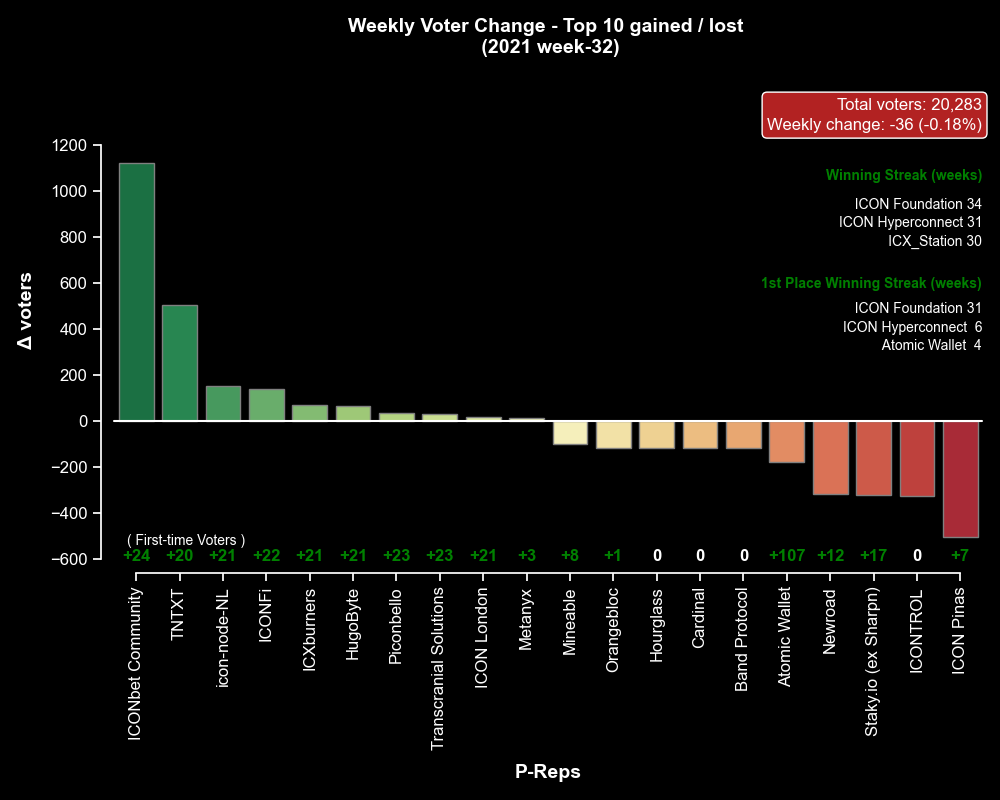 Weekly Voter Change - Top 10 gained / lost
(2021 week-32)
Total voters: 20,283
Weekly change: -36 (-0.18%)
Winning Streak (weeks)
ICON Foundation 34
ICON Hyperconnect 31
ICX_Station 30
1st Place Winning Streak (weeks)
ICON Foundation 31
ICON Hyperconnect 6
Atomic Wallet 4
Δ voters
1200
1000
800
600
400
200
0
−200
−400
−600
( First-time Voters )
+24 +20 +21 +22 +21 +21 +23 +23 +21 +3 +8 +1 0 0 0 +107 +12 +17 0 +7
ICONbet Community
TNTXT
icon-node-NL
ICONFi
ICXburners
HugoByte
Piconbello
Transcranial Solutions
ICON London
Metanyx
Mineable
Orangebloc
Hourglass
Cardinal
Band Protocol
Atomic Wallet
Newroad
Staky.io (ex Sharpn)
ICONTROL
ICON Pinas
P-Reps